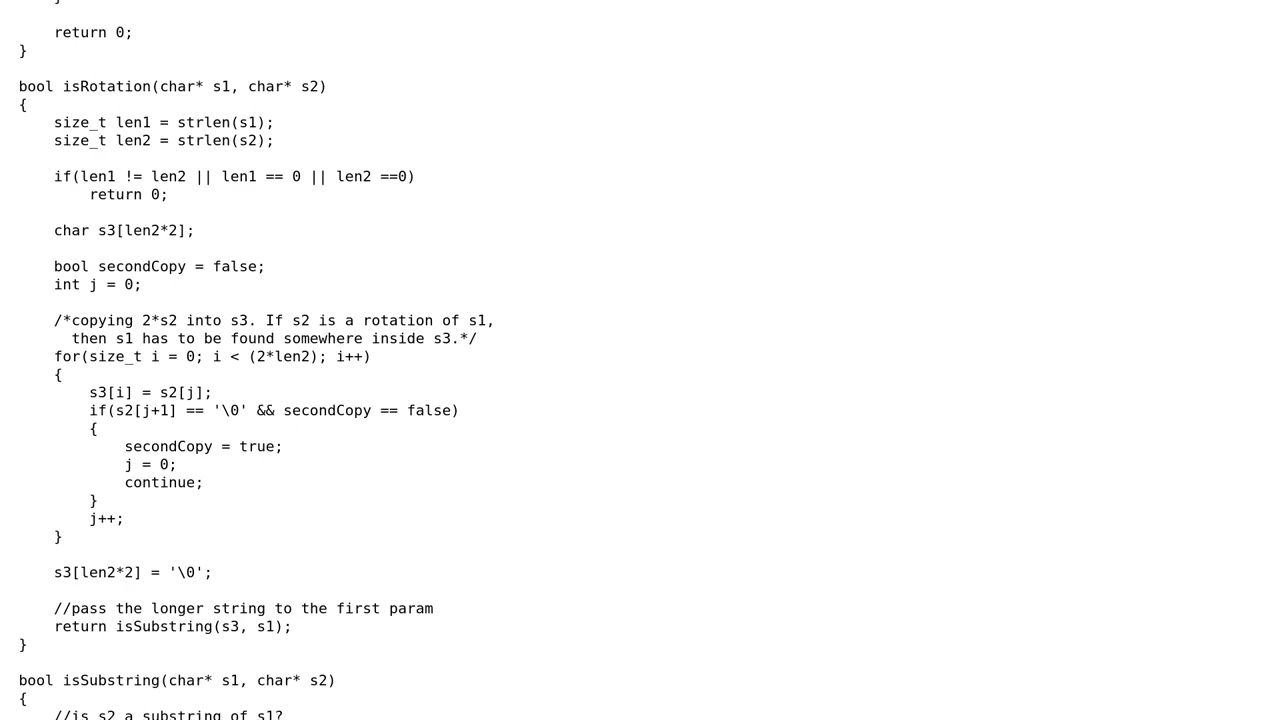 }
    return 0;
}
bool isRotation(char* s1, char* s2)
{
    size_t len1 = strlen(s1);
    size_t len2 = strlen(s2);
    if(len1 != len2 || len1 == 0 || len2 ==0)
        return 0;
    char s3[len2*2];
    bool secondCopy = false;
    int j = 0;
    /*copying 2*s2 into s3. If s2 is a rotation of s1,
      then s1 has to be found somewhere inside s3.*/
    for(size_t i = 0; i < (2*len2); i++)
    {
        s3[i] = s2[j];
        if(s2[j+1] == '\0' && secondCopy == false)
        {
            secondCopy = true;
            j = 0;
            continue;
        }
        j++;
    }
    s3[len2*2] = '\0';
    //pass the longer string to the first param
    return isSubstring(s3, s1);
}
bool isSubstring(char* s1, char* s2)
{
    //is s2 a substring of s1?